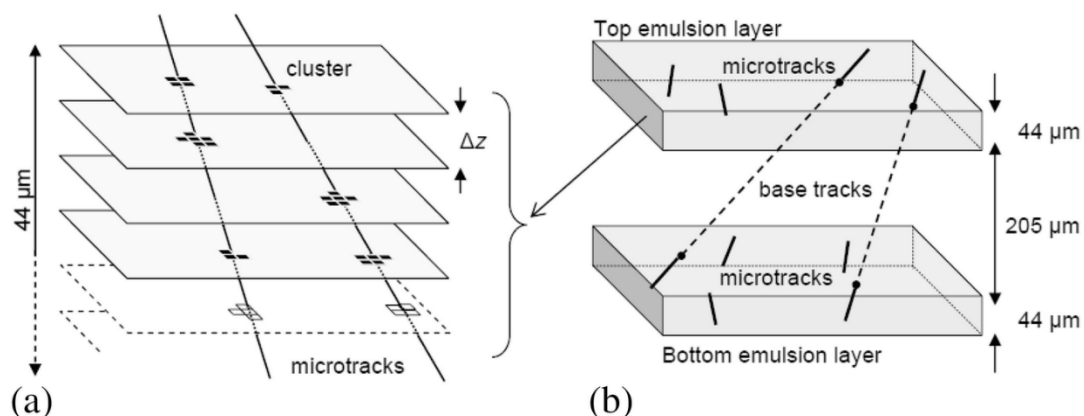 44 μm
cluster
Δz
microtracks
(a)
Top emulsion layer
microtracks
44 μm
base tracks
205 μm
microtracks
44 μm
Bottom emulsion layer
(b)